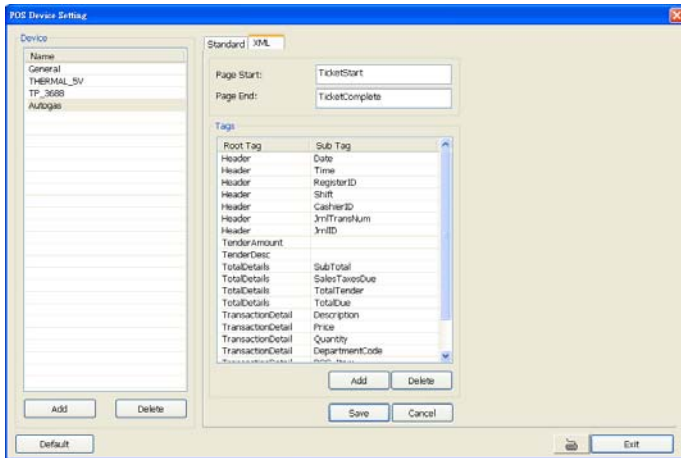 POS Device Setting
Device
Name
General
THERMAL_5V
TP_3688
Autogas
Add Delete
Standard XML
Page Start: TicketStart
Page End: TicketComplete
Tags
Root Tag Sub Tag
Header Date
Header Time
Header RegisterID
Header Shift
Header CashierID
Header JrnlTransNum
Header JrnlID
TenderAmount
TenderDesc
TotalDetails SubTotal
TotalDetails SalesTaxesDue
TotalDetails TotalTender
TotalDetails TotalDue
TransactionDetail Description
TransactionDetail Price
TransactionDetail Quantity
TransactionDetail DepartmentCode
Add Delete
Save Cancel
Default Exit